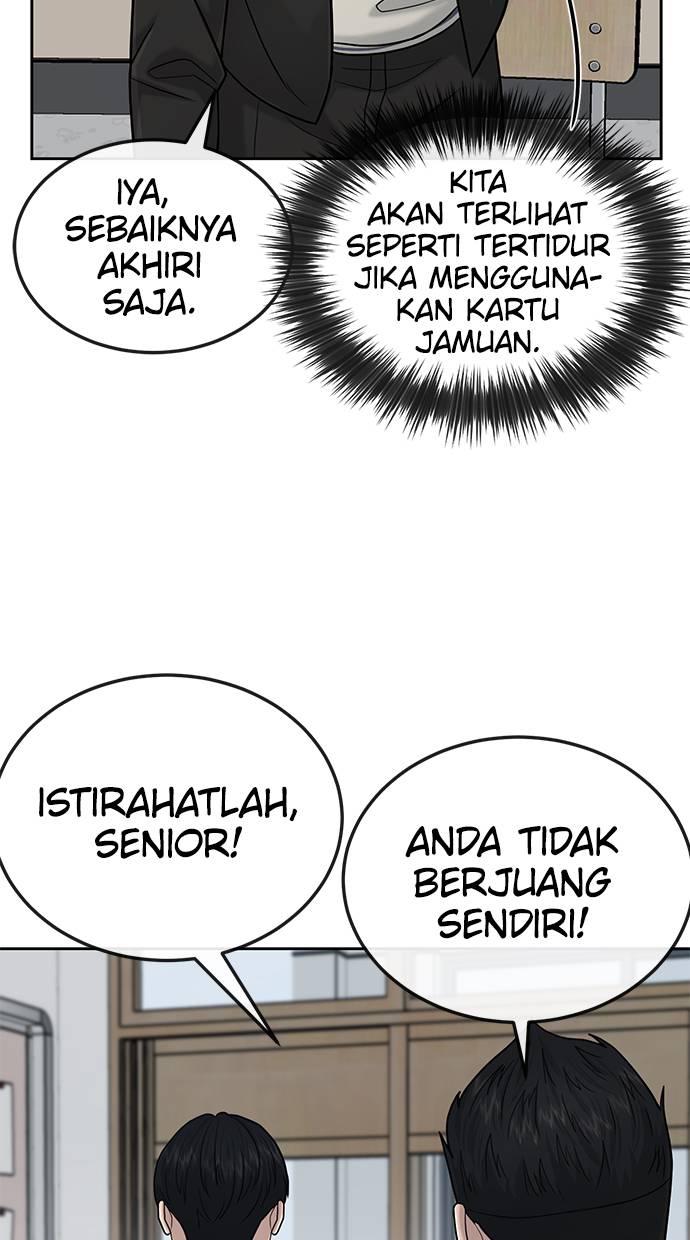 IYA,
SEBAIKNYA
AKHIRI
SAJA.
KITA
AKAN TERLIHAT
SEPERTI TERTIDUR
JIKA MENGGUNA-
KAN KARTU
JAMUAN.
ISTIRAHATLAH,
SENIOR!
ANDA TIDAK
BERJUANG
SENDIRI!